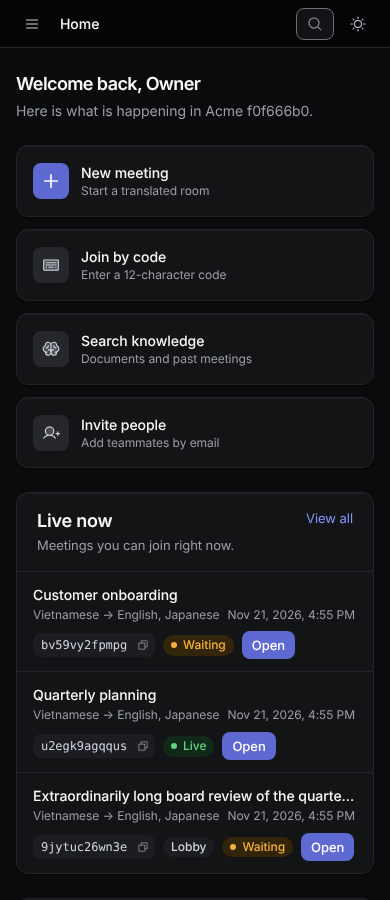 Home
Welcome back, Owner
Here is what is happening in Acme f0f666b0.
New meeting
Start a translated room
Join by code
Enter a 12-character code
Search knowledge
Documents and past meetings
Invite people
Add teammates by email
Live now
View all
Meetings you can join right now.
Customer onboarding
Vietnamese → English, Japanese Nov 21, 2026, 4:55 PM
bv59vy2fpmpg Waiting Open
Quarterly planning
Vietnamese → English, Japanese Nov 21, 2026, 4:55 PM
u2egk9agqqus Live Open
Extraordinarily long board review of the quarte...
Vietnamese → English, Japanese Nov 21, 2026, 4:55 PM
9jytuc26wn3e Lobby Waiting Open